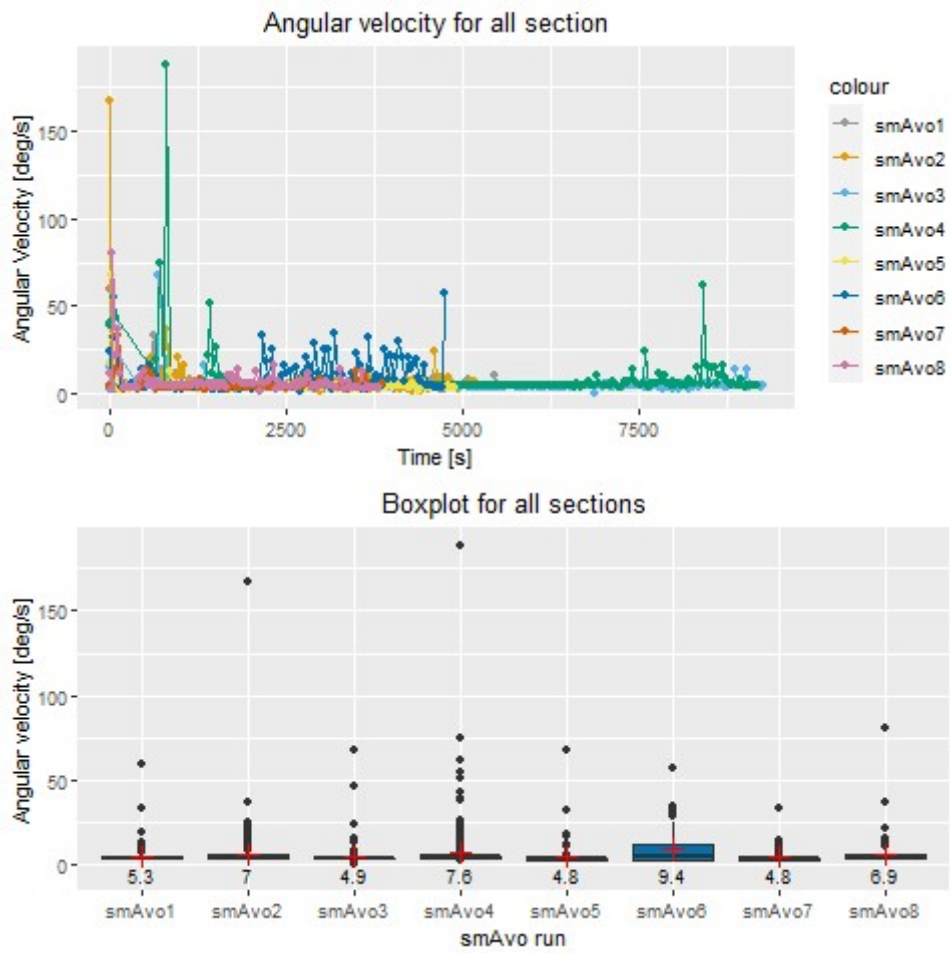 Angular velocity for all section
Angular Velocity [deg/s]
150
100
50
0
0 2500 5000 7500
Time [s]
colour
smAvo1
smAvo2
smAvo3
smAvo4
smAvo5
smAvo6
smAvo7
smAvo8
Boxplot for all sections
Angular velocity [deg/s]
150
100
50
0
5.3 7 4.9 7.6 4.8 9.4 4.8 6.9
smAvo1 smAvo2 smAvo3 smAvo4 smAvo5 smAvo6 smAvo7 smAvo8
smAvo run